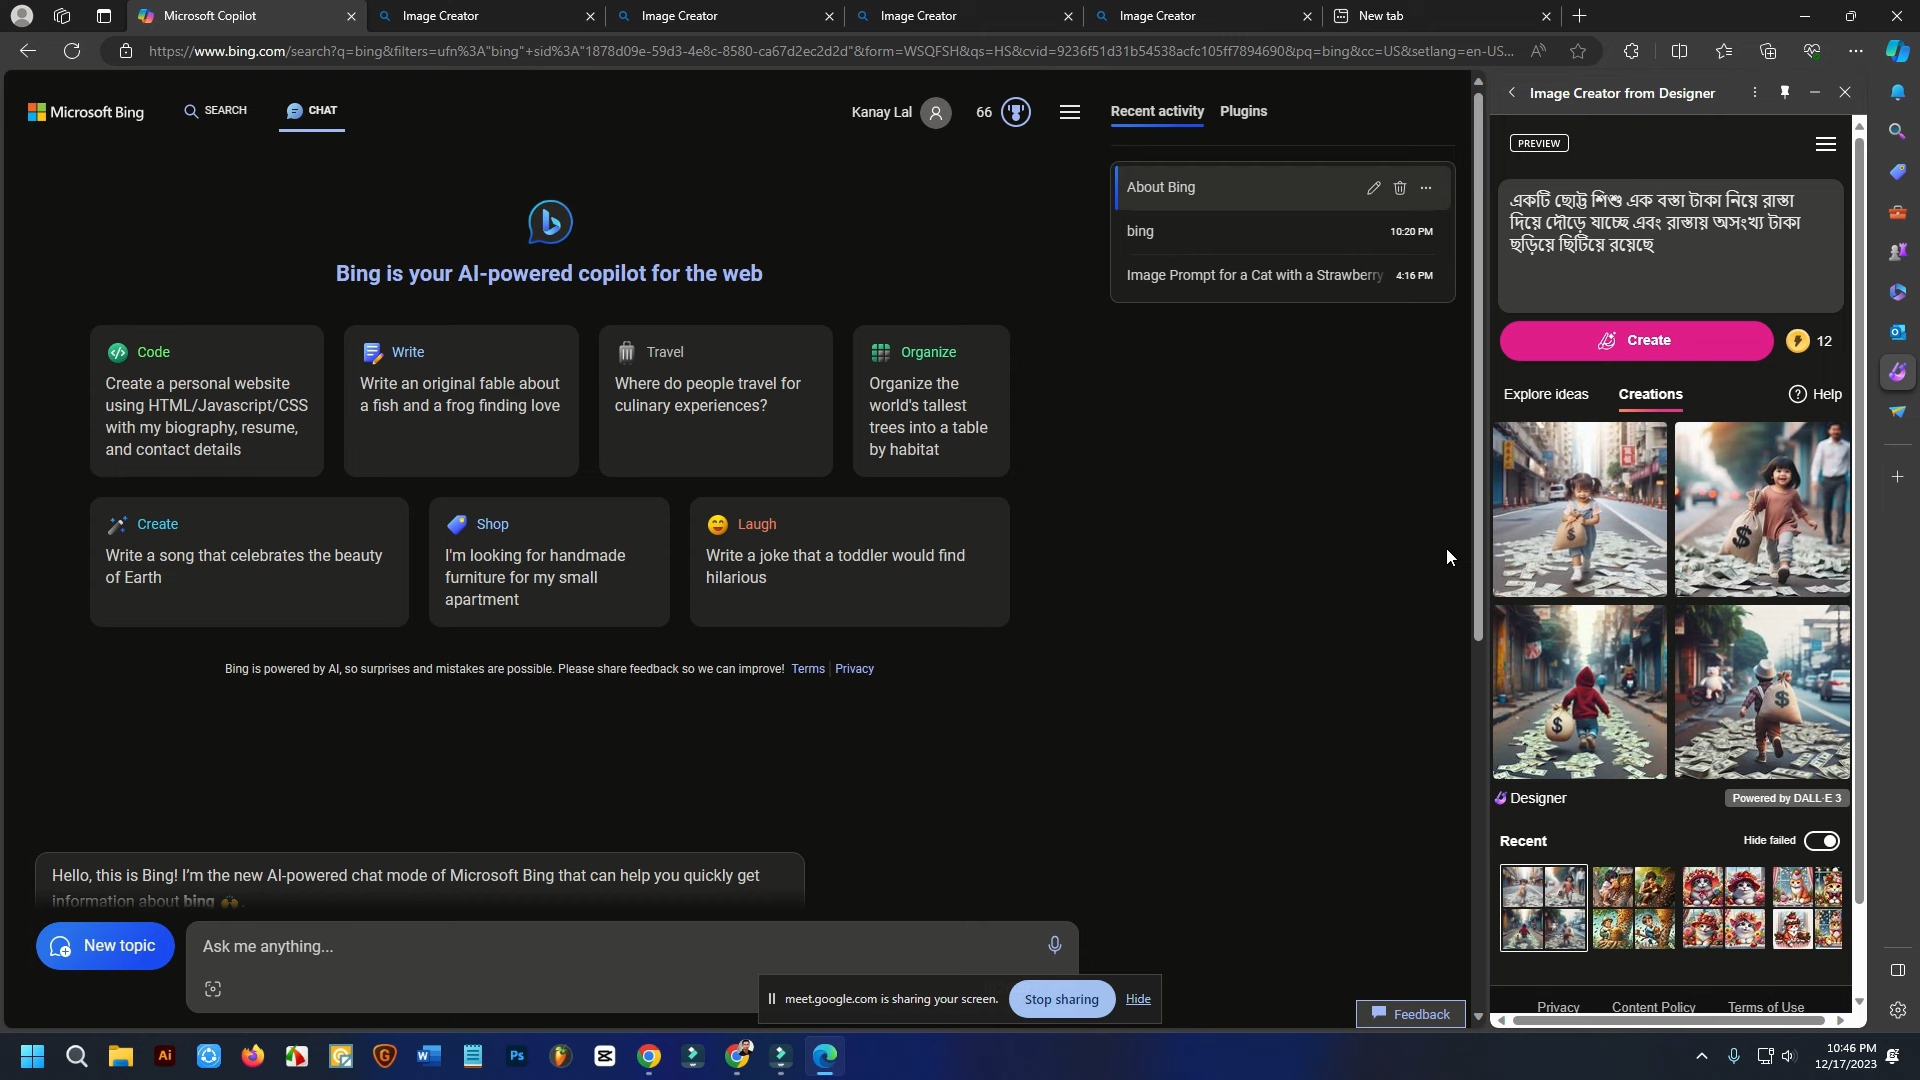 Microsoft Copilot
Image Creator
Image Creator
Image Creator
Image Creator
New tab
https://www.bing.com/search?q=bing&filters=ufn%3A"bing"+sid%3A"1878d09e-59d3-4e8c-8580-ca67d2ec2d2d"&form=WSQFSH&qs=HS&cvid=9236f51d31b54538acfc105ff7894690&pq=bing&cc=US&setlang=en-US...
Microsoft Bing
SEARCH
CHAT
Kanay Lal
66
Recent activity
Plugins
About Bing
bing
10:20 PM
Image Prompt for a Cat with a Strawberry
4:16 PM
Bing is your AI-powered copilot for the web
Code
Create a personal website
using HTML/Javascript/CSS
with my biography, resume,
and contact details
Write
Write an original fable about
a fish and a frog finding love
Travel
Where do people travel for
culinary experiences?
Organize
Organize the
world's tallest
trees into a table
by habitat
Create
Write a song that celebrates the beauty
of Earth
Shop
I'm looking for handmade
furniture for my small
apartment
Laugh
Write a joke that a toddler would find
hilarious
Bing is powered by AI, so surprises and mistakes are possible. Please share feedback so we can improve! Terms Privacy
Hello, this is Bing! I'm the new AI-powered chat mode of Microsoft Bing that can help you quickly get
information about bing
New topic
Ask me anything...
meet.google.com is sharing your screen.
Stop sharing
Hide
Feedback
Image Creator from Designer
PREVIEW
একটি ছোট্ট শিশু এক বস্তা টাকা নিয়ে রাস্তা
দিয়ে দৌড়ে যাচ্ছে এবং রাস্তায় অসংখ্য টাকা
ছড়িয়ে ছিটিয়ে রয়েছে
Create
12
Explore ideas
Creations
Help
$
$
$
Designer
Powered by DALL·E 3
Recent
Hide failed
Privacy
Content Policy
Terms of Use
Ai
Ps
10:46 PM
12/17/2023